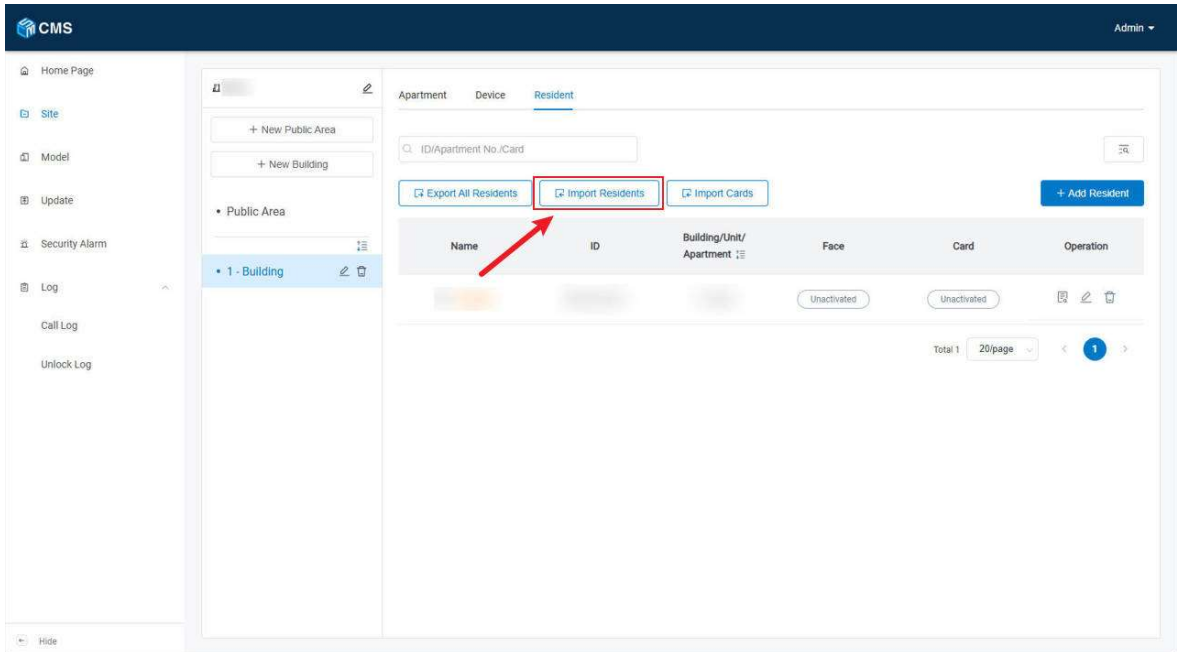 CMS
Admin
Home Page
Site
Model
Update
Security Alarm
Log
Call Log
Unlock Log
Hide
+ New Public Area
+ New Building
• Public Area
• 1 - Building
Apartment Device Resident
ID/Apartment No./Card
Export All Residents Import Residents Import Cards + Add Resident
Name ID Building/Unit/ Face Card Operation
Apartment
Unactivated Unactivated
Total 1 20/page < 1 >